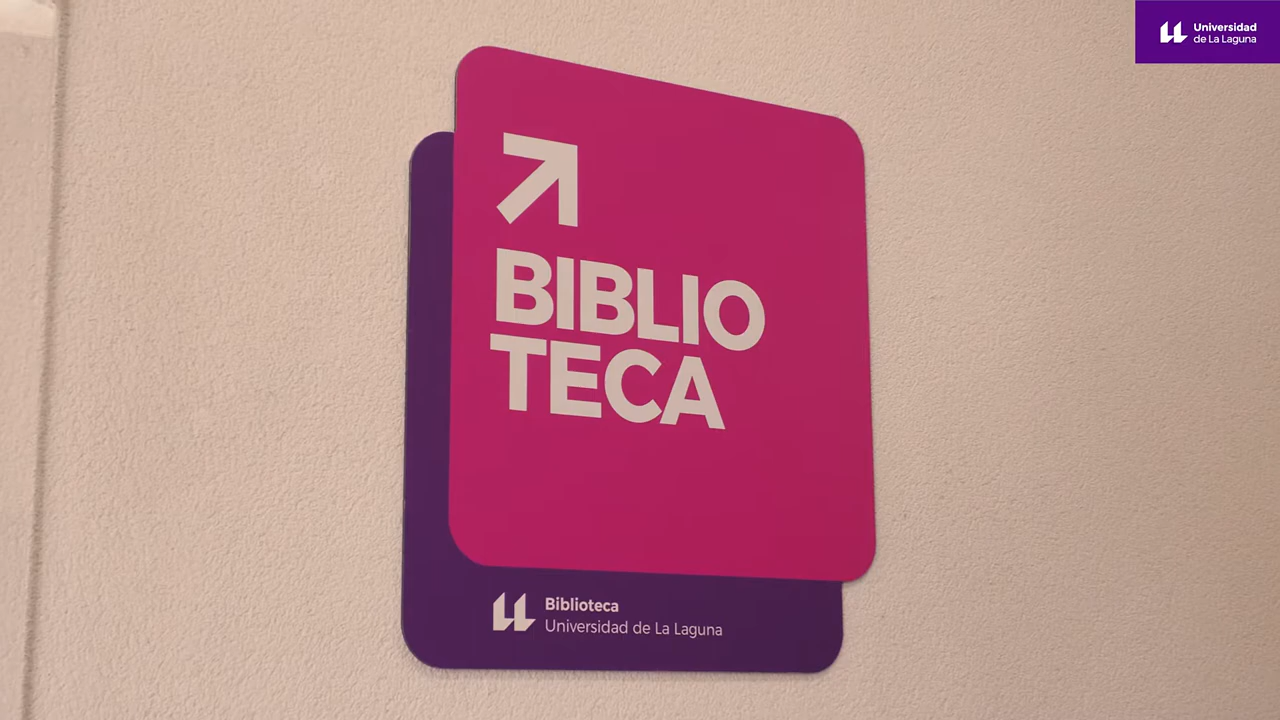 Universidad
de La Laguna
BIBLIO
TECA
Biblioteca
Universidad de La Laguna